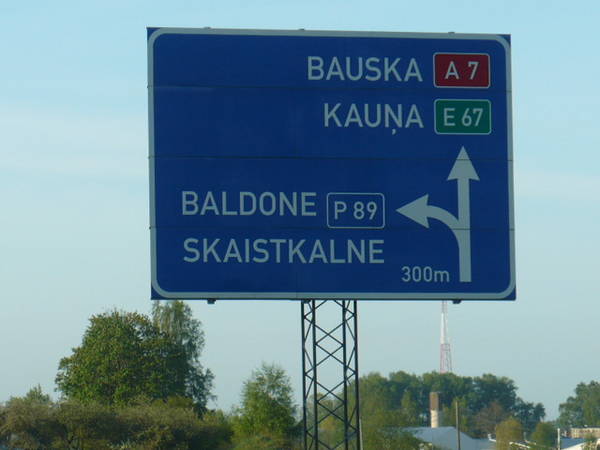 BAUSKA A 7
KAUŅA E 67
BALDONE P 89
SKAISTKALNE
300m